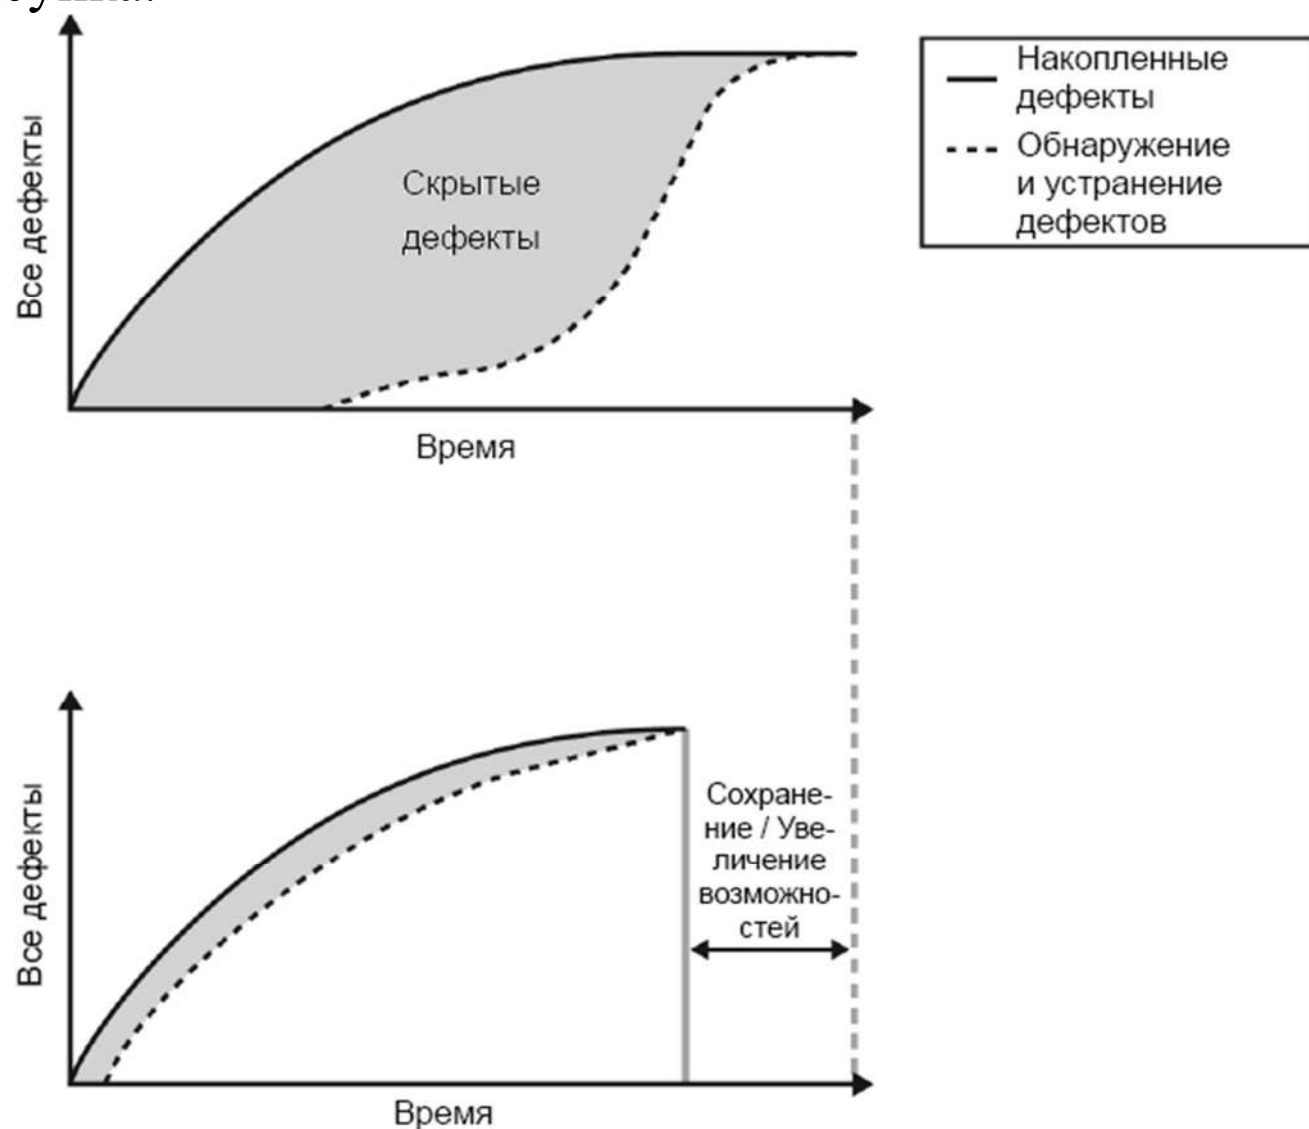 Все дефекты
Скрытые
дефекты
Время
Накопленные
дефекты
Обнаружение
и устранение
дефектов
Все дефекты
Сохране-
ние / Уве-
личение
возможно-
стей
Время